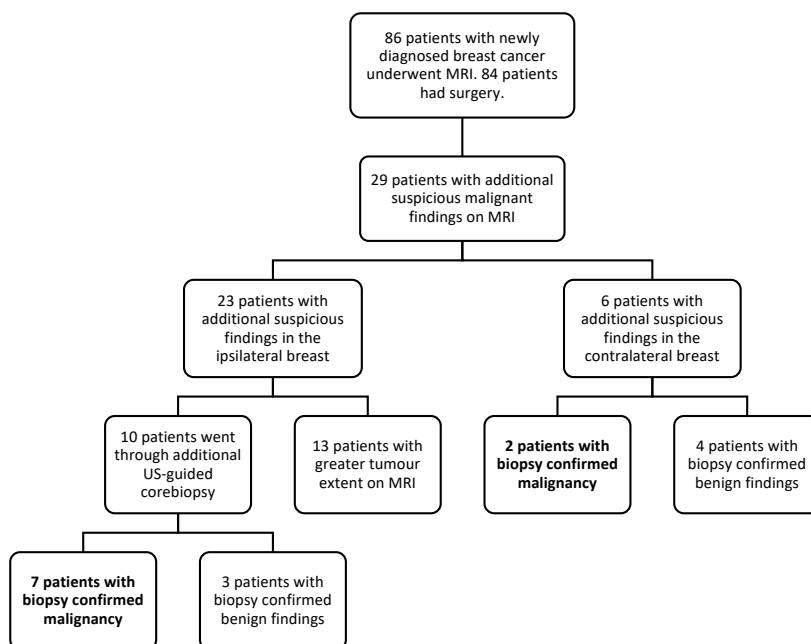 86 patients with newly
diagnosed breast cancer
underwent MRI. 84 patients
had surgery.
29 patients with additional
suspicious malignant
findings on MRI
23 patients with
additional suspicious
findings in the
ipsilateral breast
6 patients with
additional suspicious
findings in the
contralateral breast
10 patients went
through additional
US-guided
corebiopsy
13 patients with
greater tumour
extent on MRI
2 patients with
biopsy confirmed
malignancy
4 patients with
biopsy confirmed
benign findings
7 patients with
biopsy confirmed
malignancy
3 patients with
biopsy confirmed
benign findings